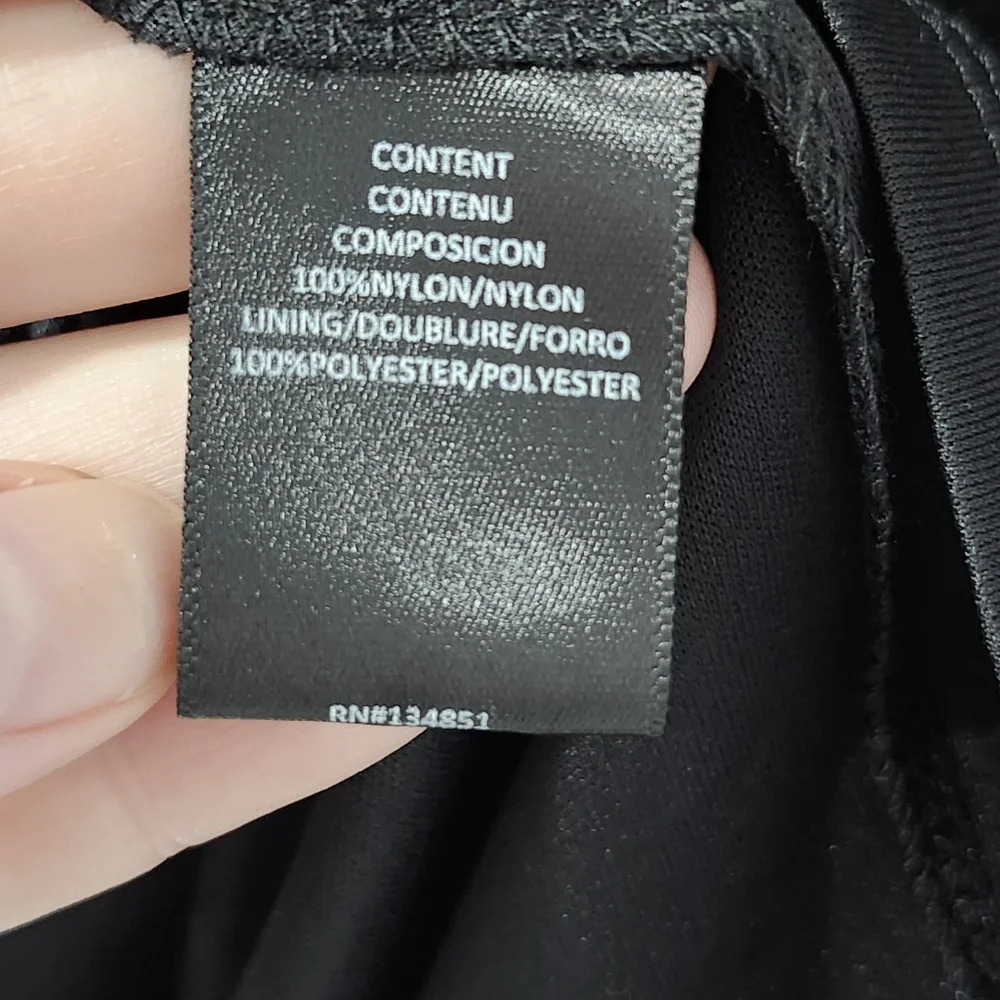 CONTENT
CONTENU
COMPOSICION
100%NYLON/NYLON
LINING/DOUBLURE/FORRO
100%POLYESTER/POLYESTER
RN#134851